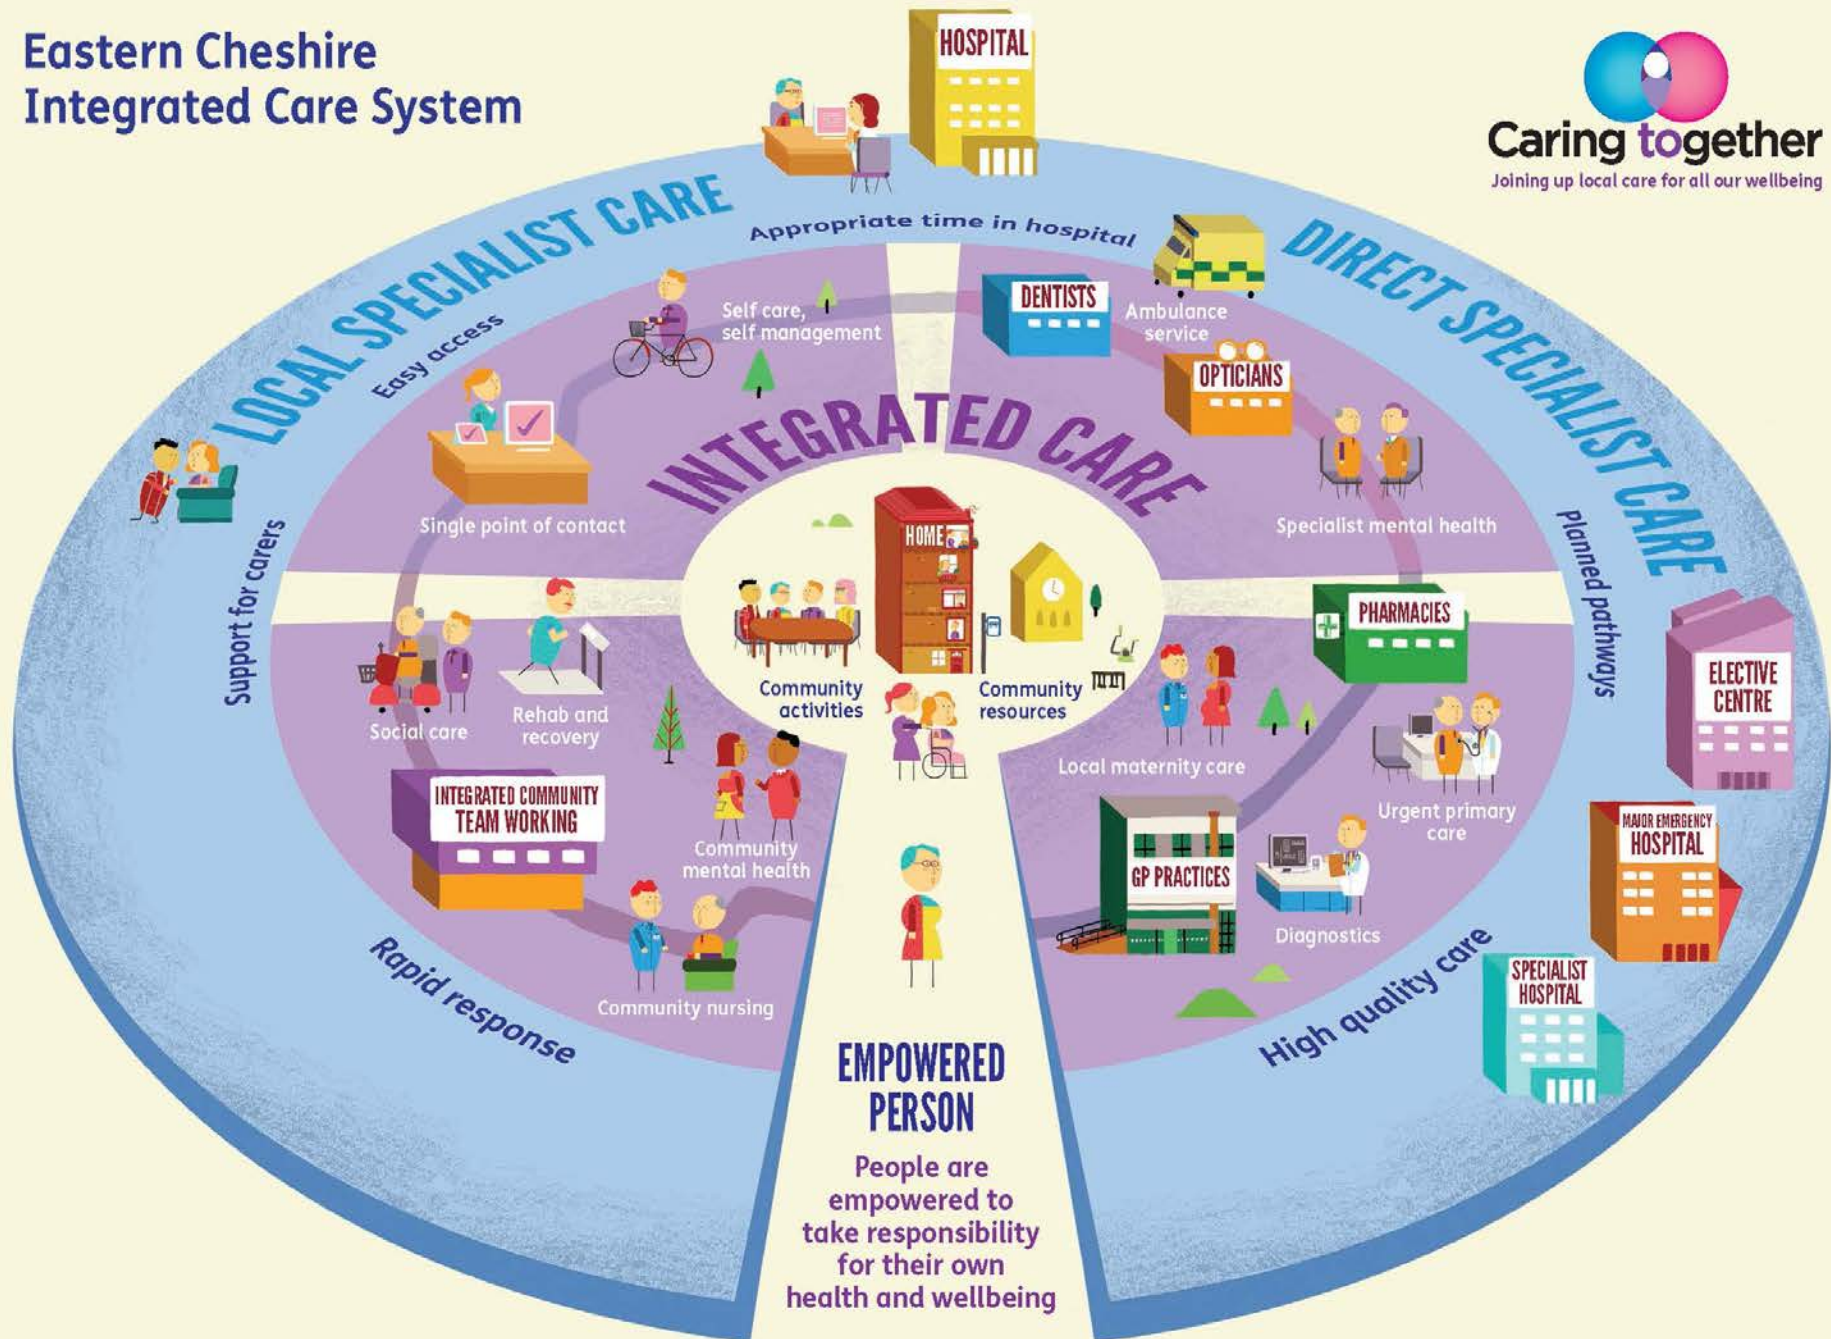 Eastern Cheshire
Integrated Care System
HOSPITAL
Caring together
Joining up local care for all our wellbeing
LOCAL SPECIALIST CARE
DIRECT SPECIALIST CARE
Appropriate time in hospital
Easy access
Support for carers
Rapid response
Planned pathways
High quality care
INTEGRATED CARE
Self care,
self management
Single point of contact
DENTISTS
Ambulance
service
OPTICIANS
Specialist mental health
HOME
Community
activities
Community
resources
Social care
Rehab and
recovery
INTEGRATED COMMUNITY
TEAM WORKING
Community
mental health
Community nursing
PHARMACIES
Local maternity care
Urgent primary
care
GP PRACTICES
Diagnostics
ELECTIVE
CENTRE
MAJOR EMERGENCY
HOSPITAL
SPECIALIST
HOSPITAL
EMPOWERED
PERSON
People are
empowered to
take responsibility
for their own
health and wellbeing